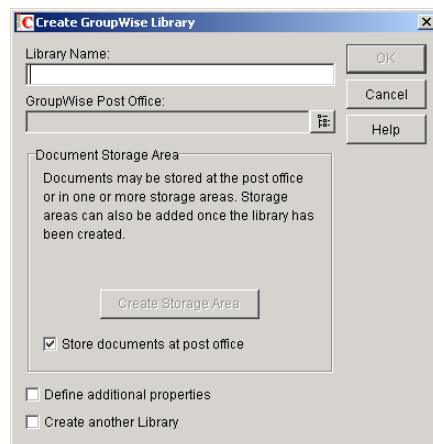 Create GroupWise Library
Library Name:
OK
GroupWise Post Office:
Cancel
Help
Document Storage Area
Documents may be stored at the post office
or in one or more storage areas. Storage
areas can also be added once the library has
been created.
Create Storage Area
Store documents at post office
Define additional properties
Create another Library